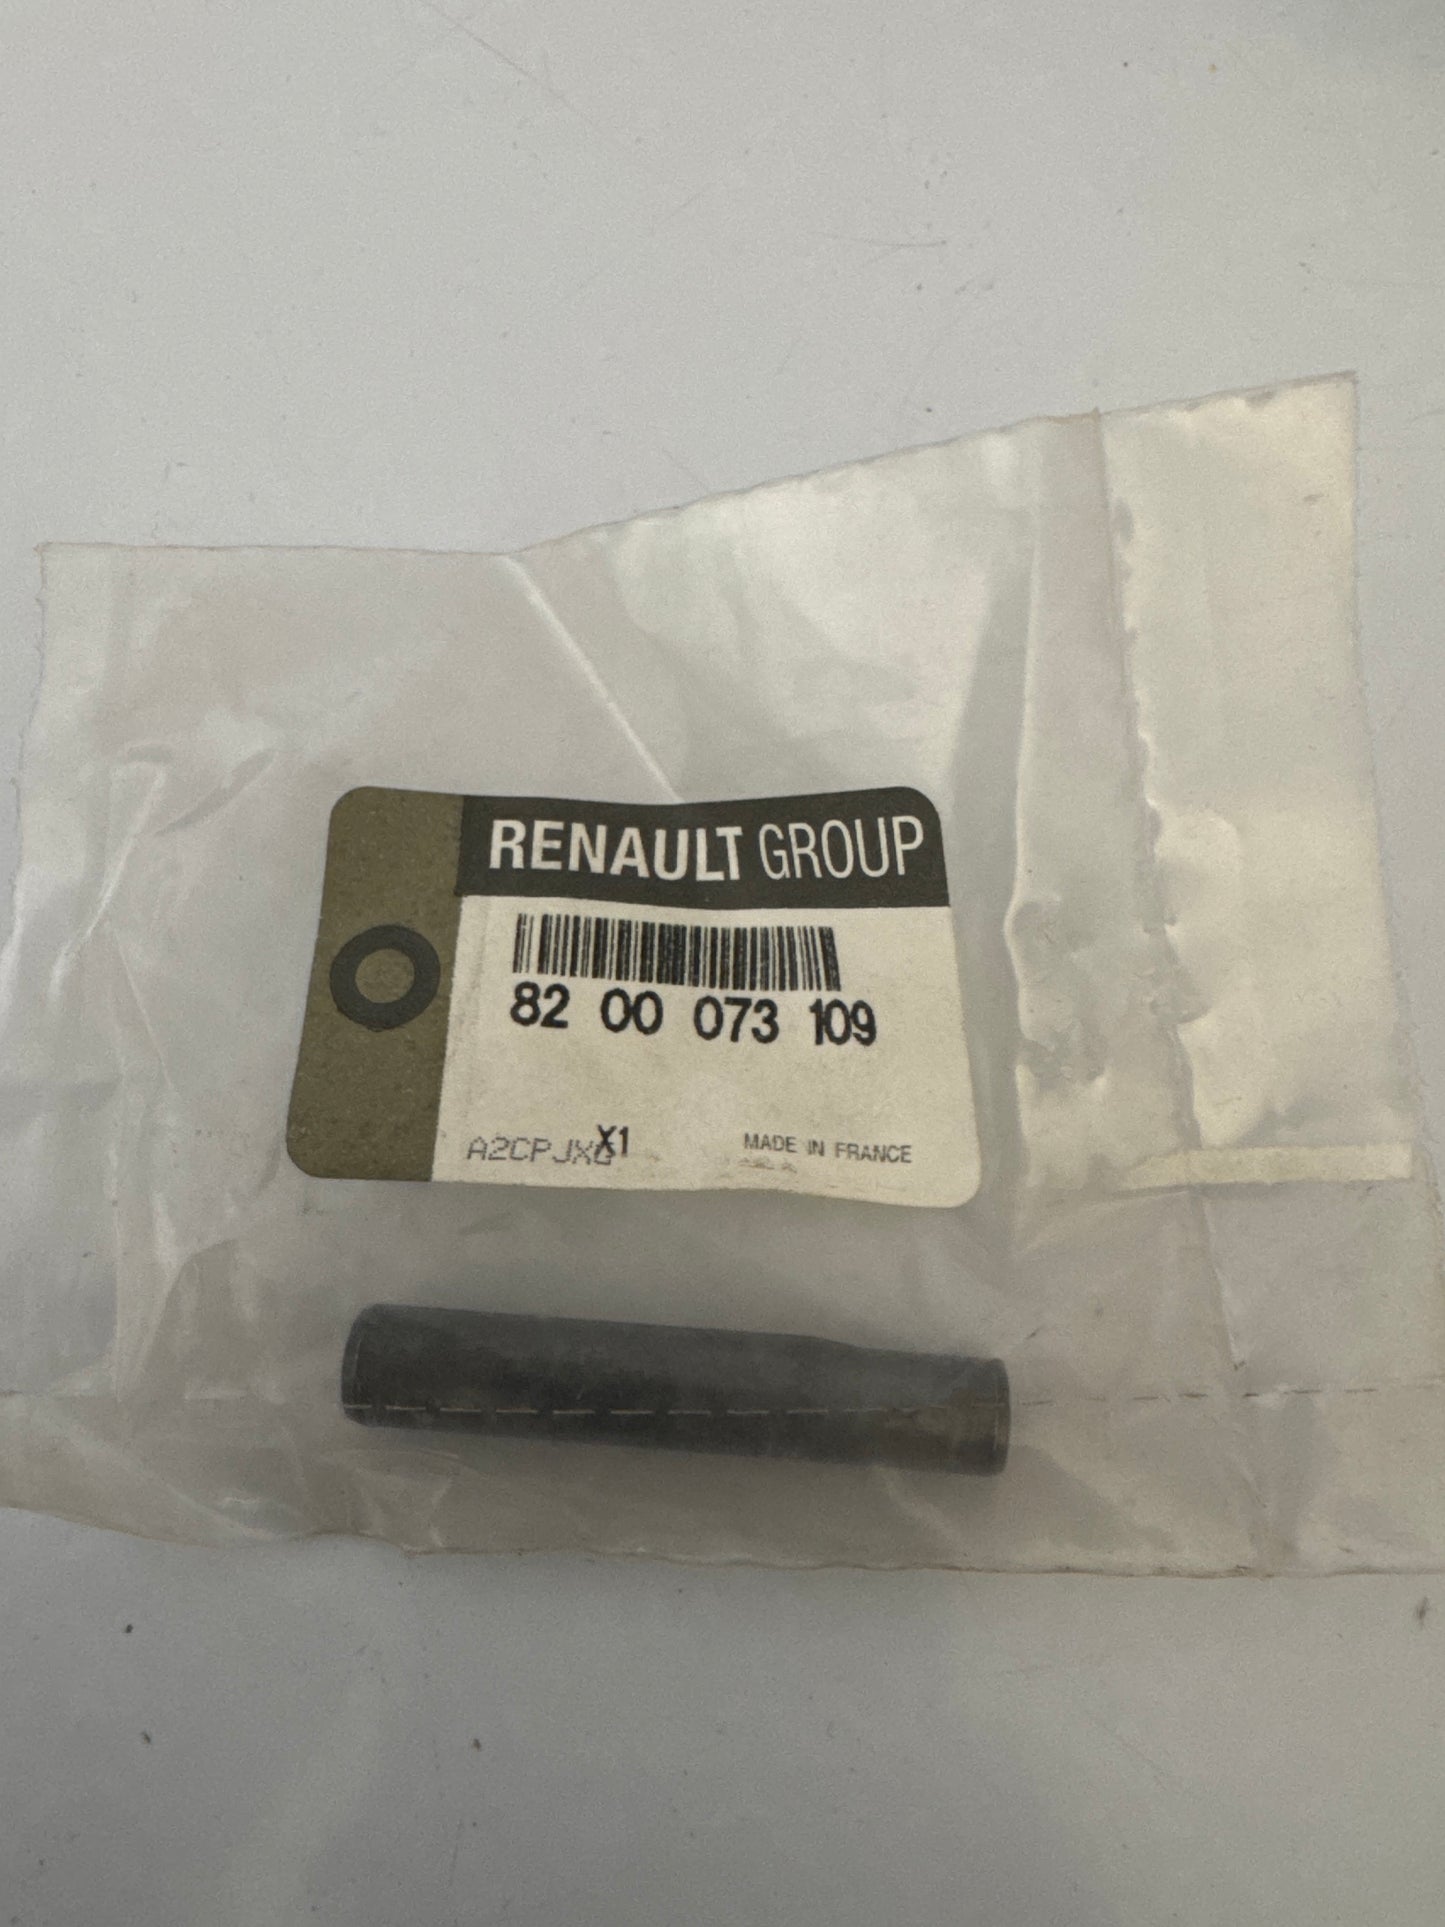 RENAULT GROUP
82 00 073 109
X1
MADE IN FRANCE